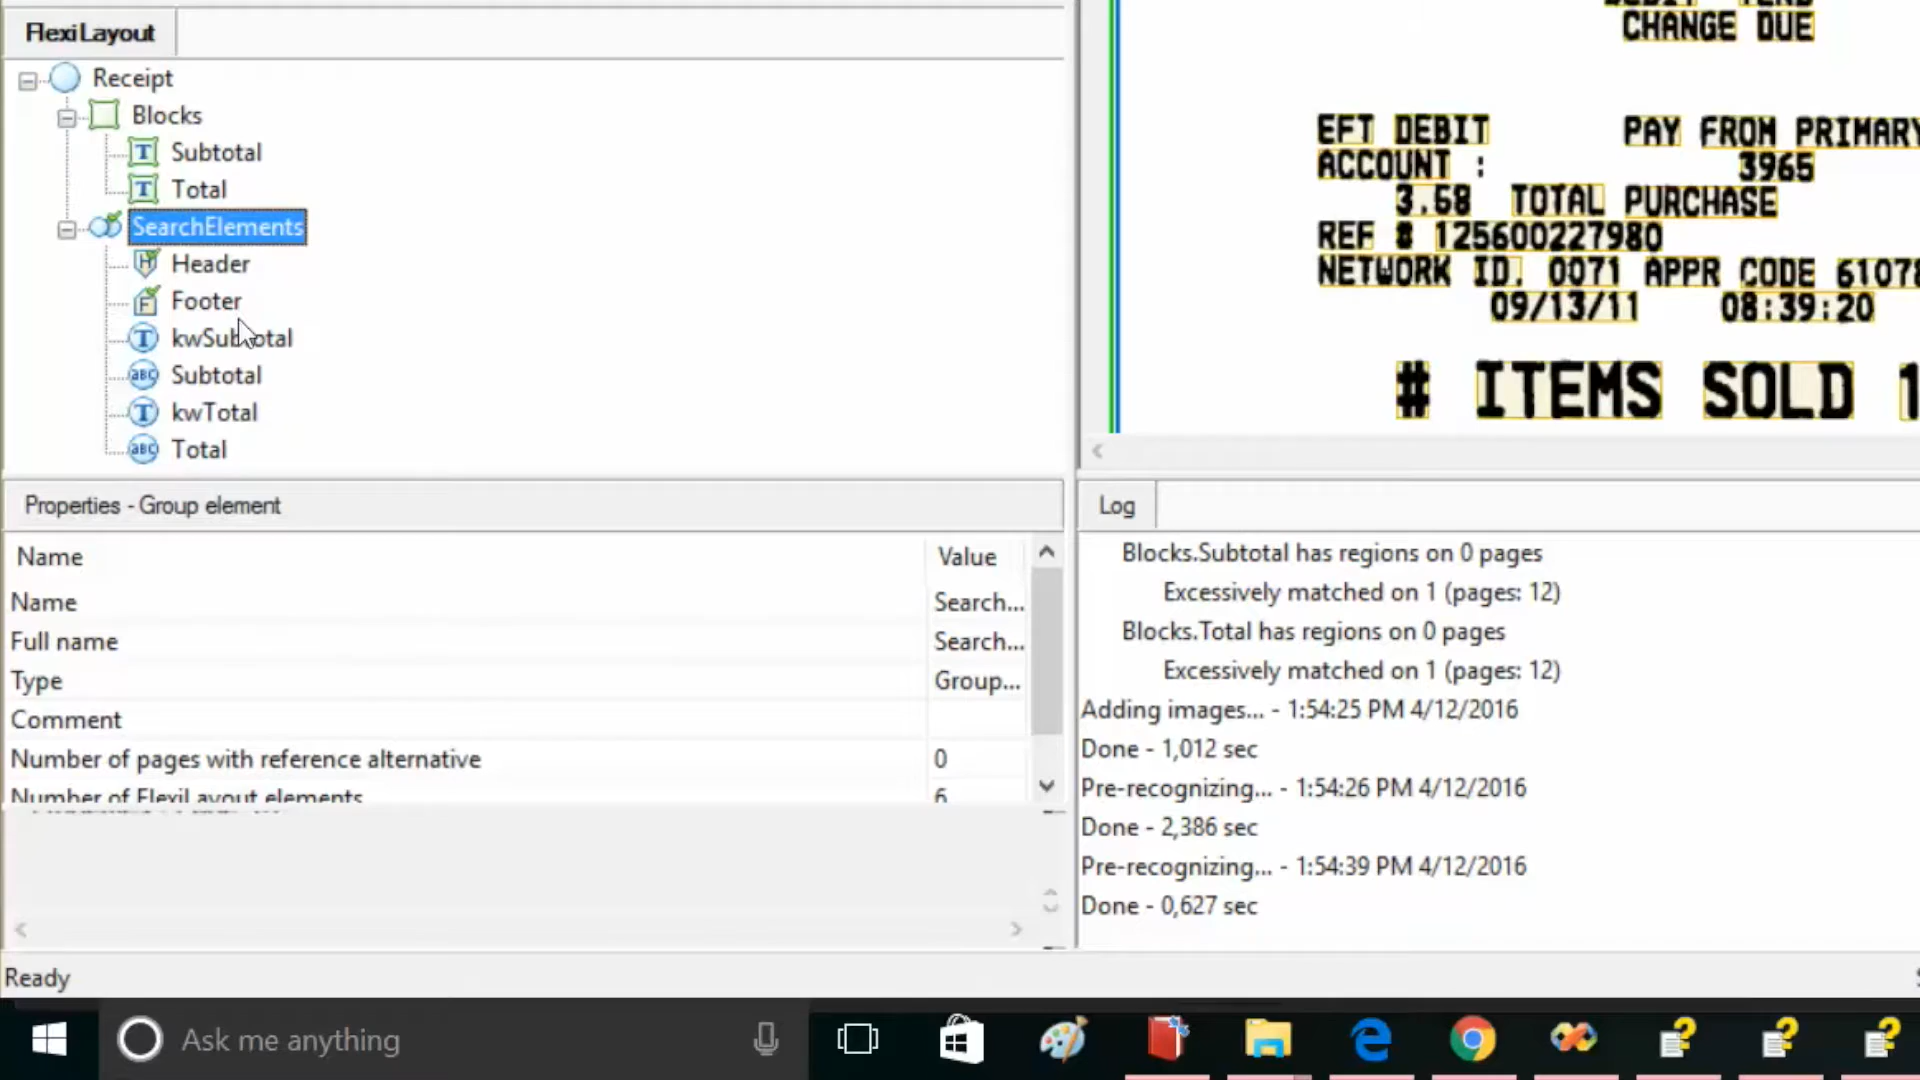 FlexiLayout
Receipt
Blocks
Subtotal
Total
SearchElements
Header
Footer
kwSubtotal
Subtotal
kwTotal
Total
Properties - Group element
Name Value
Name Search...
Full name Search...
Type Group...
Comment
Number of pages with reference alternative 0
Number of FlexiLayout elements 6
Ready
CHANGE DUE
EFT DEBIT PAY FROM PRIMARY
ACCOUNT : 3965
3.68 TOTAL PURCHASE
REF # 125600227980
NETWORK ID. 0071 APPR CODE 61078
09/13/11 08:39:20
# ITEMS SOLD 1
Log
Blocks.Subtotal has regions on 0 pages
Excessively matched on 1 (pages: 12)
Blocks.Total has regions on 0 pages
Excessively matched on 1 (pages: 12)
Adding images... - 1:54:25 PM 4/12/2016
Done - 1,012 sec
Pre-recognizing... - 1:54:26 PM 4/12/2016
Done - 2,386 sec
Pre-recognizing... - 1:54:39 PM 4/12/2016
Done - 0,627 sec
Ask me anything